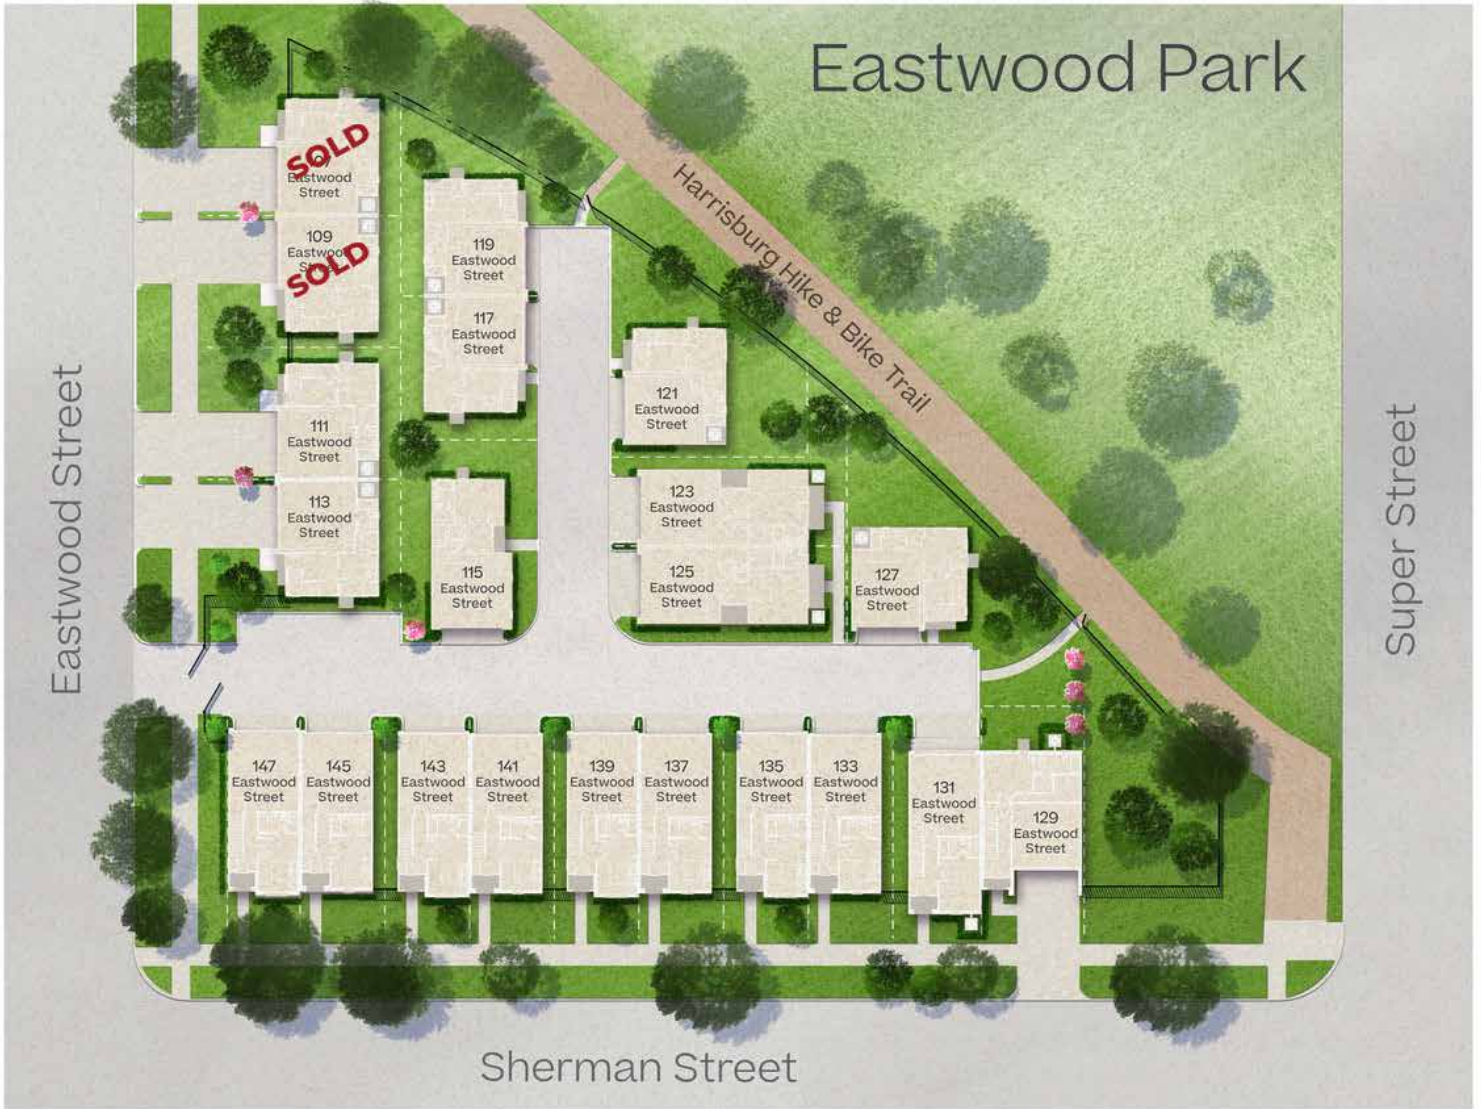 Eastwood Park
Harrisburg Hike & Bike Trail
Eastwood Street
Super Street
Sherman Street
SOLD
Eastwood
Street
109
Eastwood
SOLD
111
Eastwood
Street
113
Eastwood
Street
119
Eastwood
Street
117
Eastwood
Street
115
Eastwood
Street
121
Eastwood
Street
123
Eastwood
Street
125
Eastwood
Street
127
Eastwood
Street
147
Eastwood
Street
145
Eastwood
Street
143
Eastwood
Street
141
Eastwood
Street
139
Eastwood
Street
137
Eastwood
Street
135
Eastwood
Street
133
Eastwood
Street
131
Eastwood
Street
129
Eastwood
Street